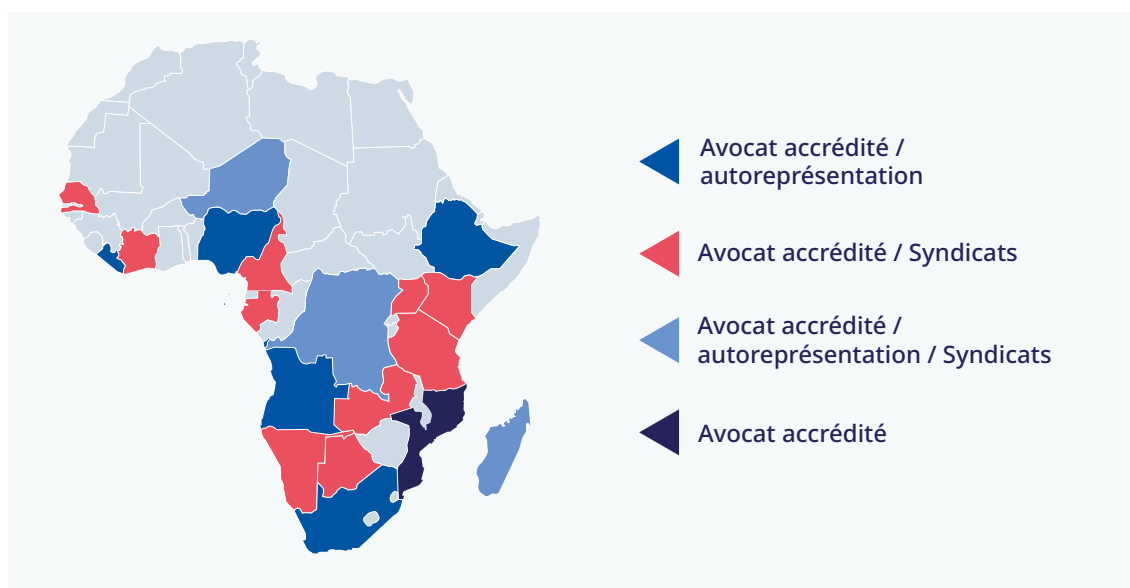 Avocat accrédité /
autoreprésentation
Avocat accrédité / Syndicats
Avocat accrédité /
autoreprésentation / Syndicats
Avocat accrédité